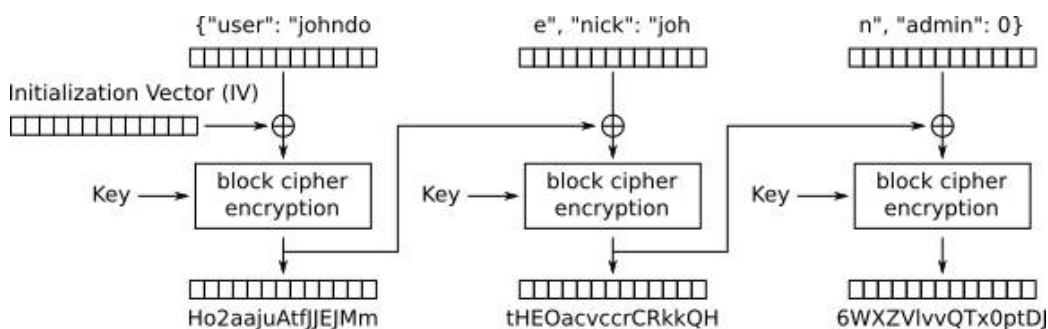 {"user": "johndo e", "nick": "joh n", "admin": 0}
Initialization Vector (IV)
Key block cipher encryption
Key block cipher encryption
Key block cipher encryption
Ho2aajuAtfJJEJMm tHEOacvccrCRkkQH 6WXZVlvvQTx0ptDJ